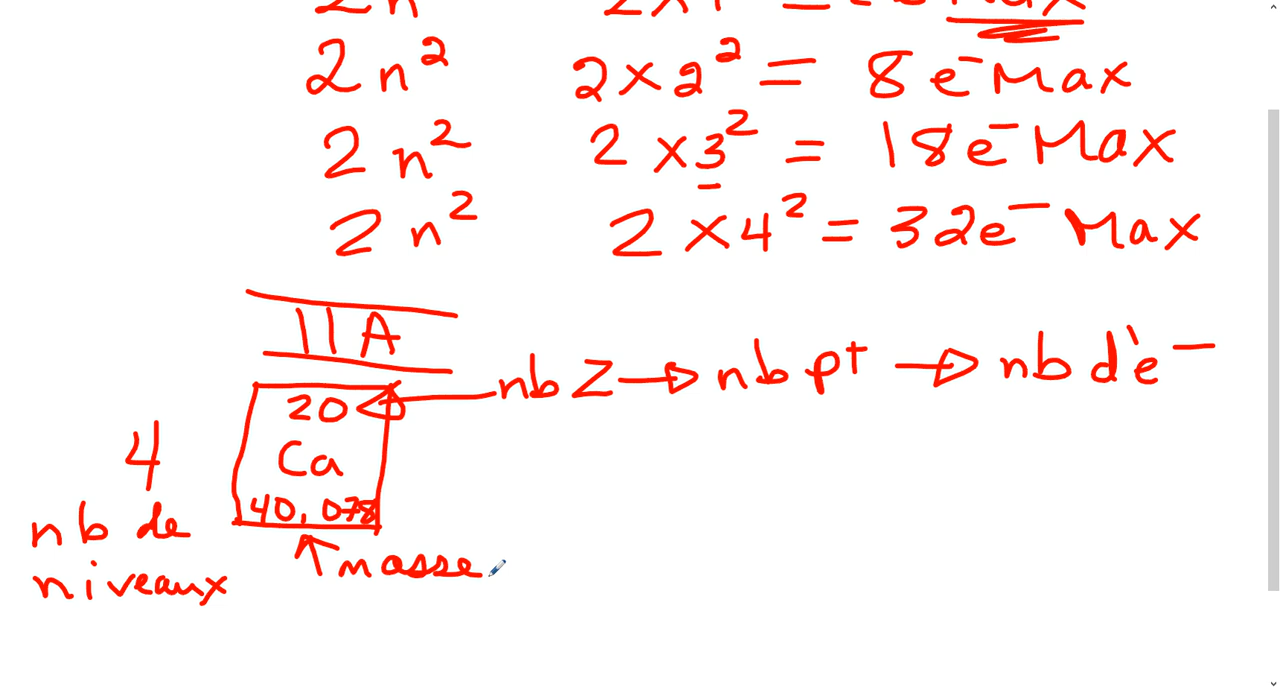 2n² 2×2² = 8e⁻ Max
2n² 2×3² = 18e⁻ Max
2n² 2×4² = 32e⁻ Max
IIA
20 nb Z → nb p⁺ → nb d'e⁻
4 Ca
nb de 40,078
niveaux masse